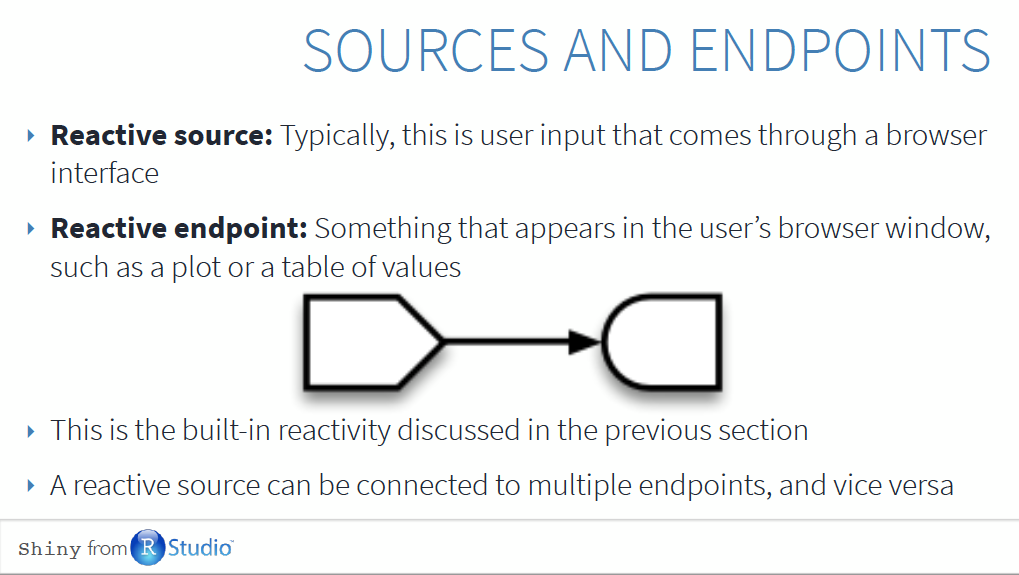 SOURCES AND ENDPOINTS
Reactive source: Typically, this is user input that comes through a browser
interface
Reactive endpoint: Something that appears in the user’s browser window,
such as a plot or a table of values
This is the built-in reactivity discussed in the previous section
A reactive source can be connected to multiple endpoints, and vice versa
Shiny from R Studio™